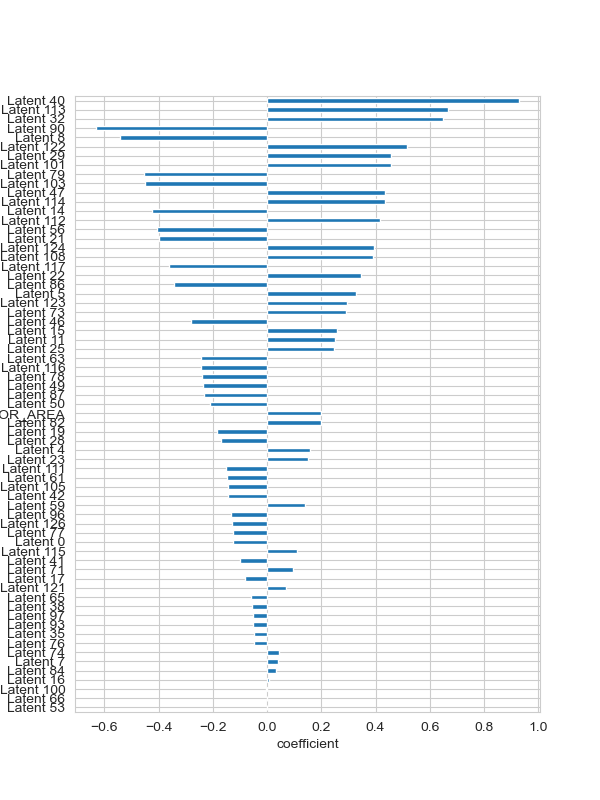 Latent 40
Latent 113
Latent 32
Latent 90
Latent 8
Latent 122
Latent 29
Latent 101
Latent 79
Latent 103
Latent 47
Latent 114
Latent 14
Latent 112
Latent 56
Latent 21
Latent 124
Latent 108
Latent 117
Latent 22
Latent 86
Latent 5
Latent 123
Latent 73
Latent 46
Latent 15
Latent 11
Latent 25
Latent 63
Latent 116
Latent 78
Latent 49
Latent 87
Latent 50
OR_AREA
Latent 82
Latent 19
Latent 28
Latent 4
Latent 23
Latent 111
Latent 61
Latent 105
Latent 42
Latent 59
Latent 96
Latent 126
Latent 77
Latent 0
Latent 115
Latent 41
Latent 71
Latent 17
Latent 121
Latent 65
Latent 38
Latent 97
Latent 93
Latent 35
Latent 76
Latent 74
Latent 7
Latent 84
Latent 16
Latent 100
Latent 66
Latent 53
−0.6 −0.4 −0.2 0.0 0.2 0.4 0.6 0.8 1.0
coefficient